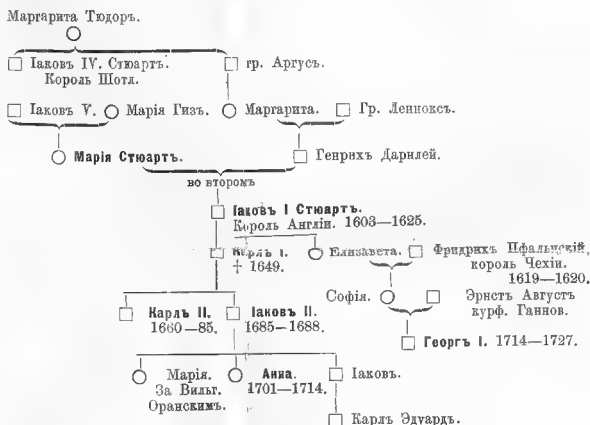 Маргарита Тюдоръ.
Іаковъ IV. Стюартъ. гр. Аргусъ.
Король Шотл.
Іаковъ V. Марія Гизъ. Маргарита. Гр. Ленноксъ.
Марія Стюартъ. Генрихъ Дарнлей.
во второмъ
Іаковъ I Стюартъ.
Король Англіи. 1603—1625.
Карлъ I. Елизавета. Фридрихъ Пфальцскій,
† 1649. король Чехіи.
1619—1620.
Софія. Эрнстъ Августъ
курф. Ганнов.
Карлъ II. Іаковъ II.
1660—85. 1685—1688.
Георгъ I. 1714—1727.
Марія. Анна. Іаковъ.
За Вильг. 1701—1714.
Оранскимъ.
Карлъ Эдуардъ.